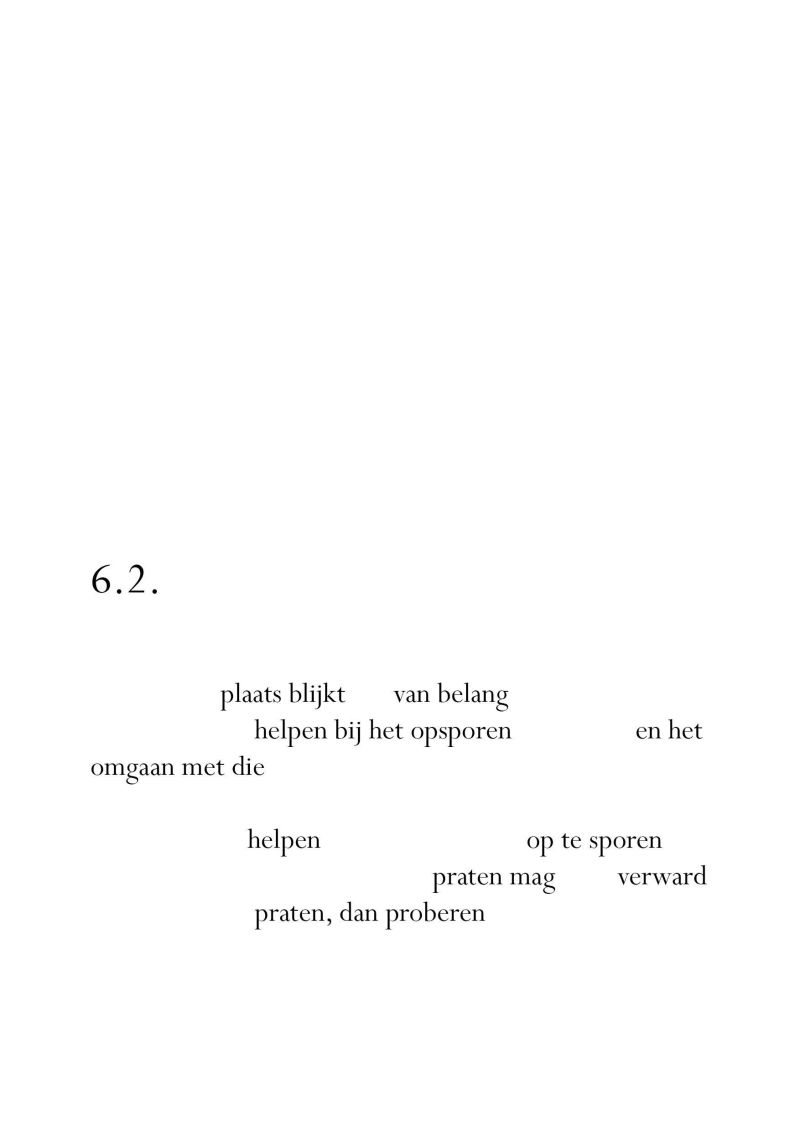 6.2.
plaats blijkt van belang
helpen bij het opsporen en het
omgaan met die
helpen op te sporen
praten mag verward
praten, dan proberen